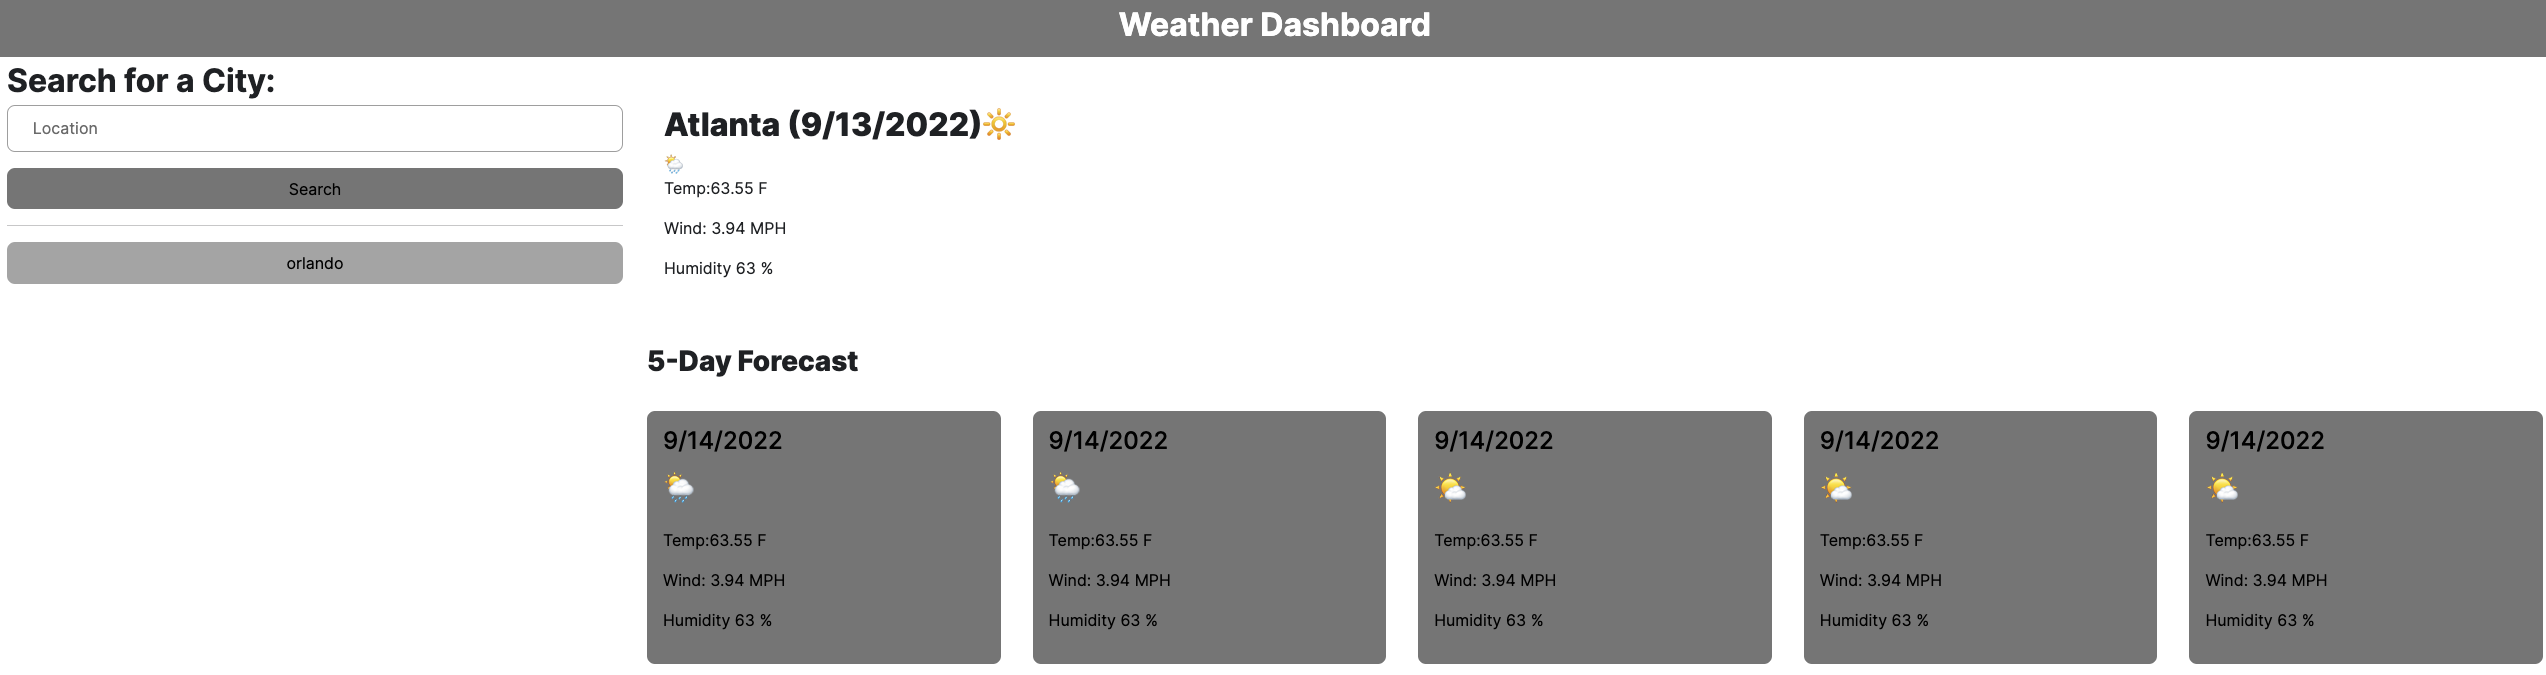 Weather Dashboard
Search for a City:
Location
Search
orlando
Atlanta (9/13/2022)
Temp:63.55 F
Wind: 3.94 MPH
Humidity 63 %
5-Day Forecast
9/14/2022
Temp:63.55 F
Wind: 3.94 MPH
Humidity 63 %
9/14/2022
Temp:63.55 F
Wind: 3.94 MPH
Humidity 63 %
9/14/2022
Temp:63.55 F
Wind: 3.94 MPH
Humidity 63 %
9/14/2022
Temp:63.55 F
Wind: 3.94 MPH
Humidity 63 %
9/14/2022
Temp:63.55 F
Wind: 3.94 MPH
Humidity 63 %